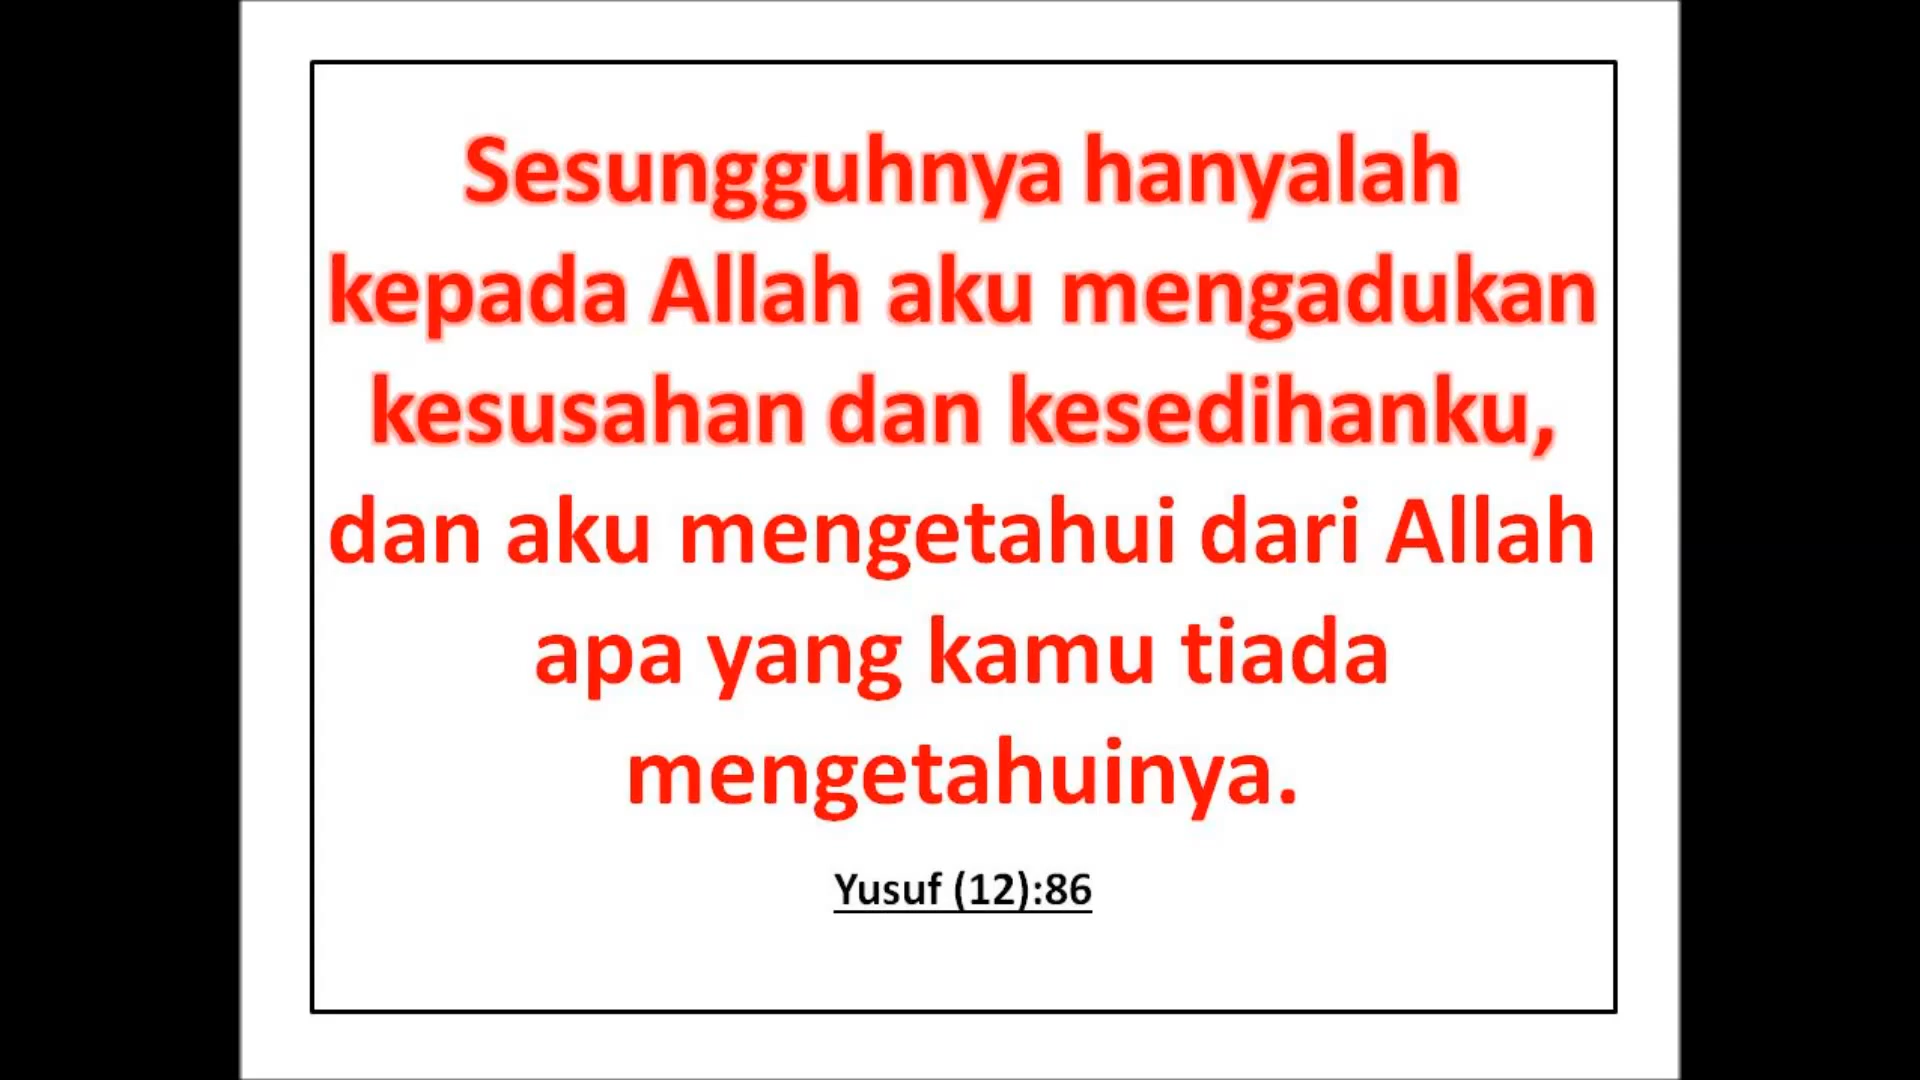 Sesungguhnya hanyalah
kepada Allah aku mengadukan
kesusahan dan kesedihanku,
dan aku mengetahui dari Allah
apa yang kamu tiada
mengetahuinya.
Yusuf (12):86